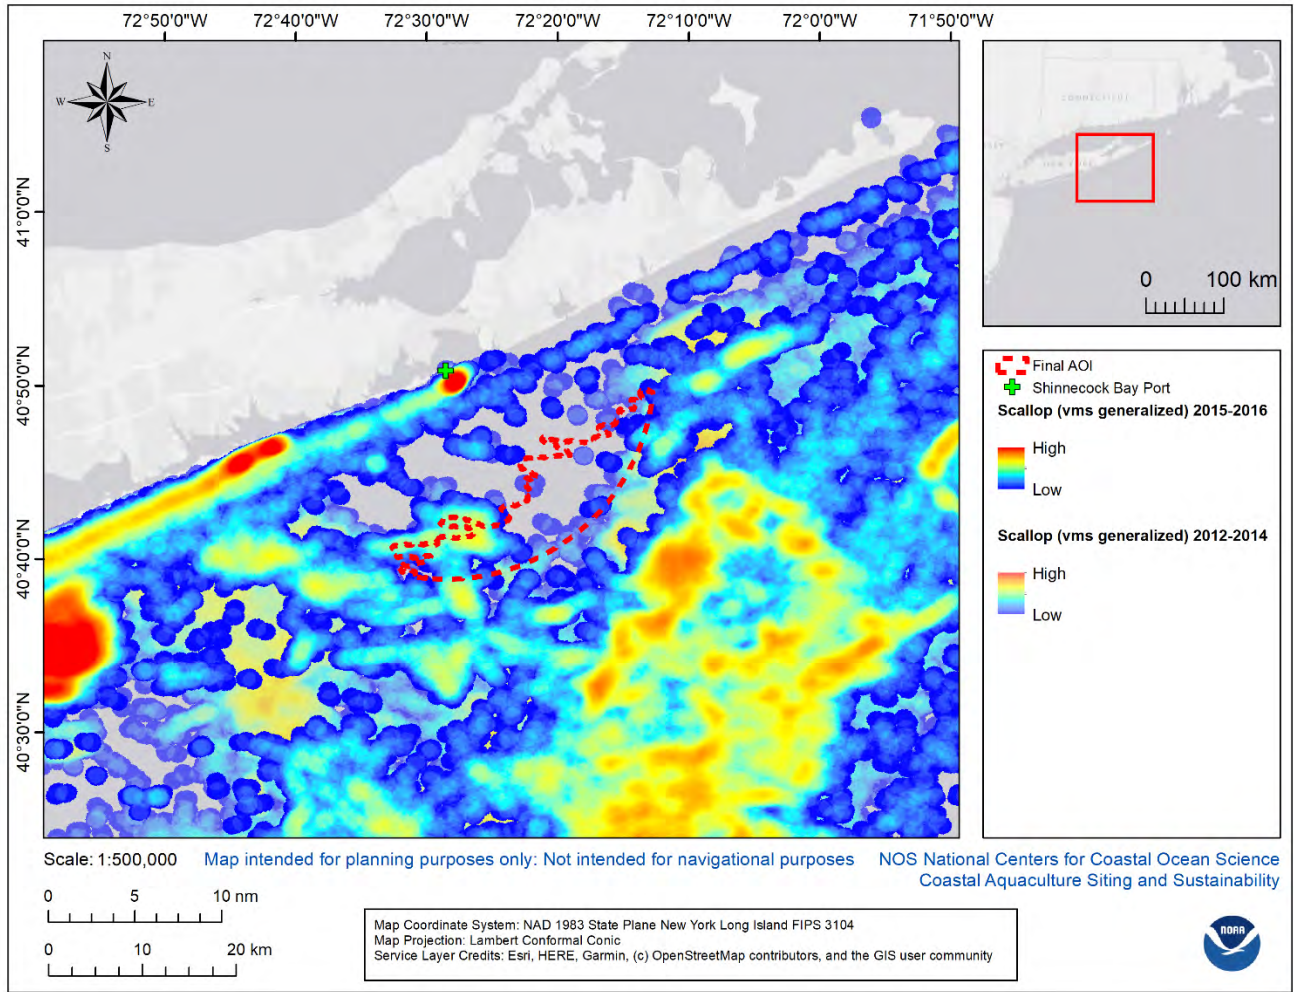 72°50'0"W 72°40'0"W 72°30'0"W 72°20'0"W 72°10'0"W 72°0'0"W 71°50'0"W
N
W E
S
41°0'0"N
40°50'0"N
40°40'0"N
40°30'0"N
CONNECTICUT
NEW YORK
0 100 km
Final AOI
Shinnecock Bay Port
Scallop (vms generalized) 2015-2016
High
Low
Scallop (vms generalized) 2012-2014
High
Low
Scale: 1:500,000 Map intended for planning purposes only: Not intended for navigational purposes NOS National Centers for Coastal Ocean Science
Coastal Aquaculture Siting and Sustainability
0 5 10 nm
0 10 20 km
Map Coordinate System: NAD 1983 State Plane New York Long Island FIPS 3104
Map Projection: Lambert Conformal Conic
Service Layer Credits: Esri, HERE, Garmin, (c) OpenStreetMap contributors, and the GIS user community
NOAA